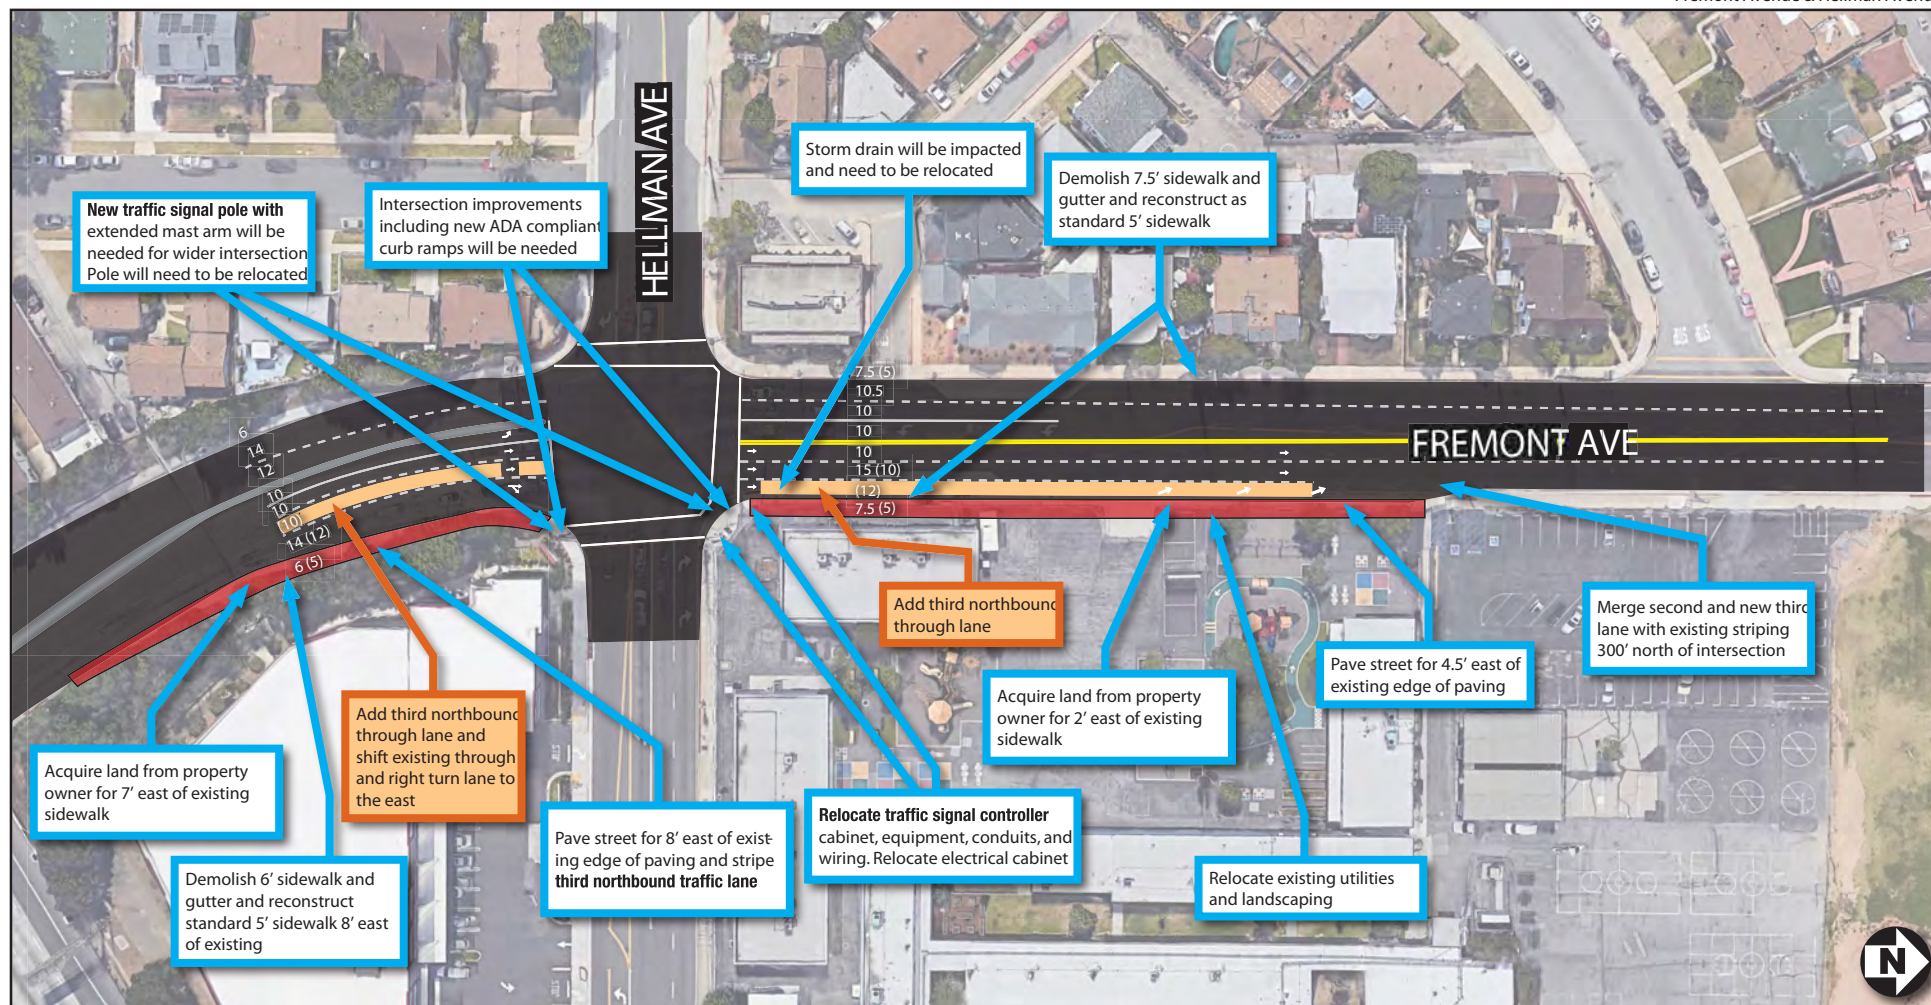 HELLMAN AVE
Storm drain will be impacted
and need to be relocated
Demolish 7.5’ sidewalk and
gutter and reconstruct as
standard 5’ sidewalk
New traffic signal pole with
extended mast arm will be
needed for wider intersection
Pole will need to be relocated
Intersection improvements
including new ADA compliant
curb ramps will be needed
7.5 (5)
10.5
10
10
10
15 (10)
(12)
7.5 (5)
FREMONT AVE
6
14
12
10
10
(10)
14 (12)
6 (5)
Add third northbound
through lane
Merge second and new third
lane with existing striping
300’ north of intersection
Pave street for 4.5’ east of
existing edge of paving
Acquire land from property
owner for 2’ east of existing
sidewalk
Add third northbound
through lane and
shift existing through
and right turn lane to
the east
Acquire land from property
owner for 7’ east of existing
sidewalk
Pave street for 8’ east of exist-
ing edge of paving and stripe
third northbound traffic lane
Relocate traffic signal controller
cabinet, equipment, conduits, and
wiring. Relocate electrical cabinet
Demolish 6’ sidewalk and
gutter and reconstruct
standard 5’ sidewalk 8’ east
of existing
Relocate existing utilities
and landscaping
N